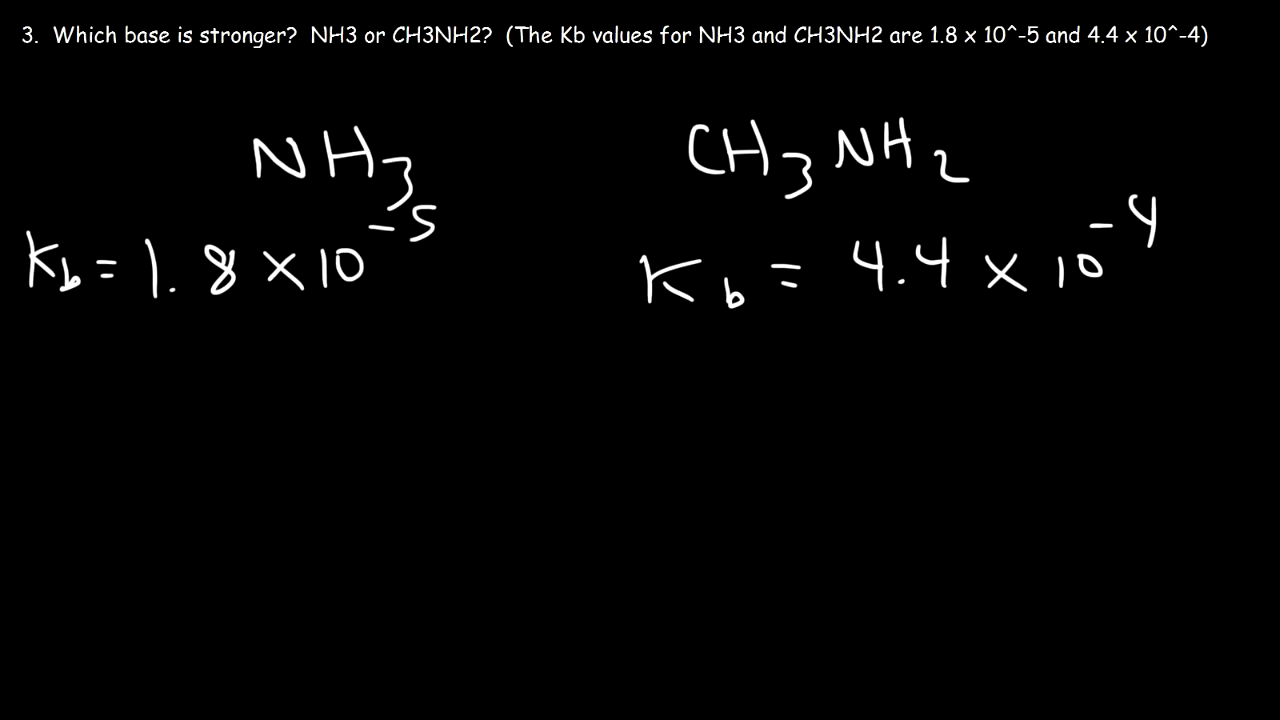 3. Which base is stronger? NH3 or CH3NH2? (The Kb values for NH3 and CH3NH2 are 1.8 x 10^-5 and 4.4 x 10^-4)
NH₃ CH₃NH₂
Kb = 1.8 × 10⁻⁵ Kb = 4.4 × 10⁻⁴